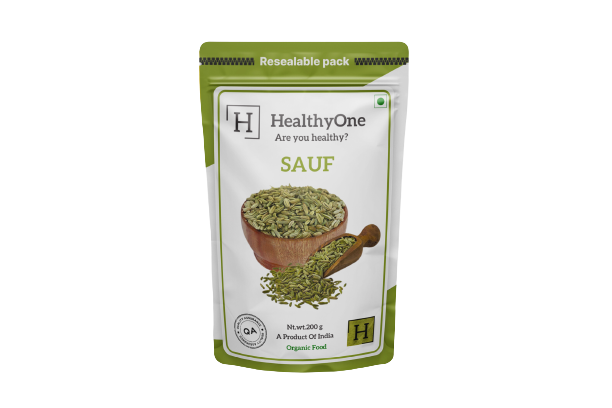 Resealable pack
H HealthyOne
Are you healthy?
SAUF
QA
Nt.wt.200 g
A Product Of India
Organic Food
H